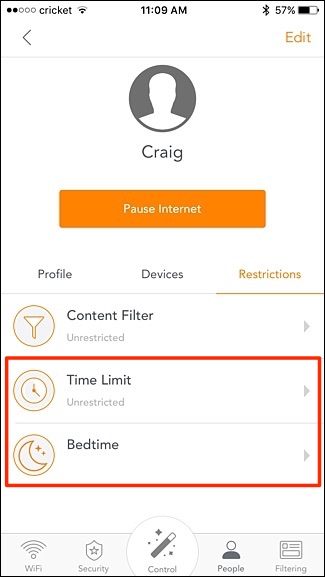 cricket 11:09 AM 57%
Edit
Craig
Pause Internet
Profile Devices Restrictions
Content Filter
Unrestricted
Time Limit
Unrestricted
Bedtime
WiFi Security Control People Filtering